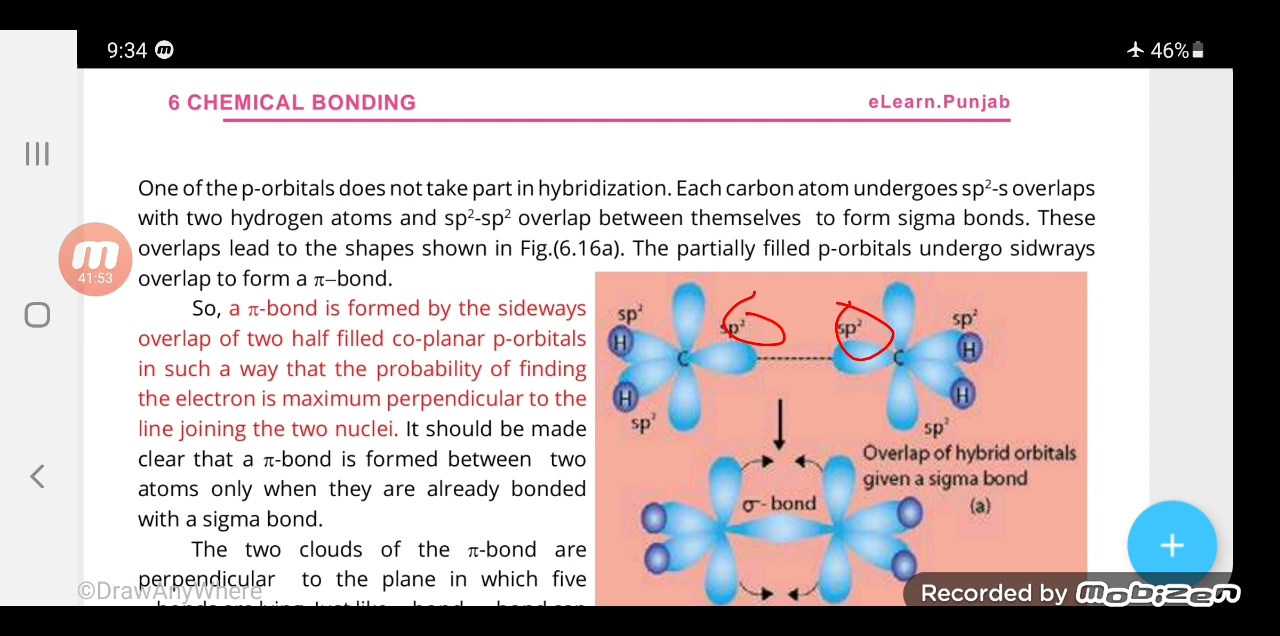 9:34 m
46%
6 CHEMICAL BONDING
eLearn.Punjab
One of the p-orbitals does not take part in hybridization. Each carbon atom undergoes sp²-s overlaps
with two hydrogen atoms and sp²-sp² overlap between themselves to form sigma bonds. These
overlaps lead to the shapes shown in Fig.(6.16a). The partially filled p-orbitals undergo sidwrays
overlap to form a π–bond.
m
41:53
So, a π-bond is formed by the sideways
overlap of two half filled co-planar p-orbitals
in such a way that the probability of finding
the electron is maximum perpendicular to the
line joining the two nuclei. It should be made
clear that a π-bond is formed between two
atoms only when they are already bonded
with a sigma bond.
The two clouds of the π-bond are
perpendicular to the plane in which five
sp² sp² sp² sp²
H C C H
H H
sp² sp²
Overlap of hybrid orbitals
given a sigma bond
(a)
σ- bond
+
©DrawAnyWhere
Recorded by mobizen